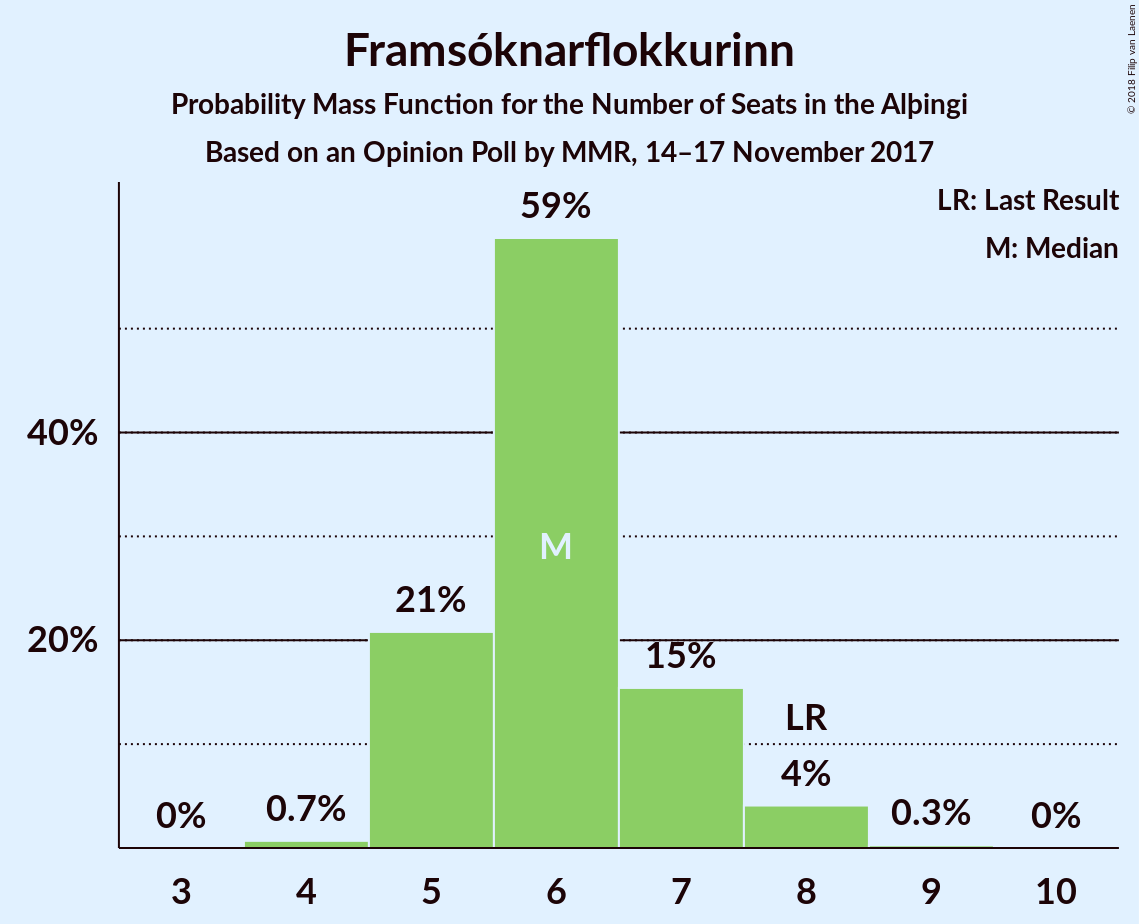 Framsóknarflokkurinn
Probability Mass Function for the Number of Seats in the Alþingi
Based on an Opinion Poll by MMR, 14–17 November 2017
© 2018 Filip van Laenen
LR: Last Result
M: Median
59%
40%
M
21%
20%
15%
LR
4%
0% 0.7% 0.3% 0%
3 4 5 6 7 8 9 10